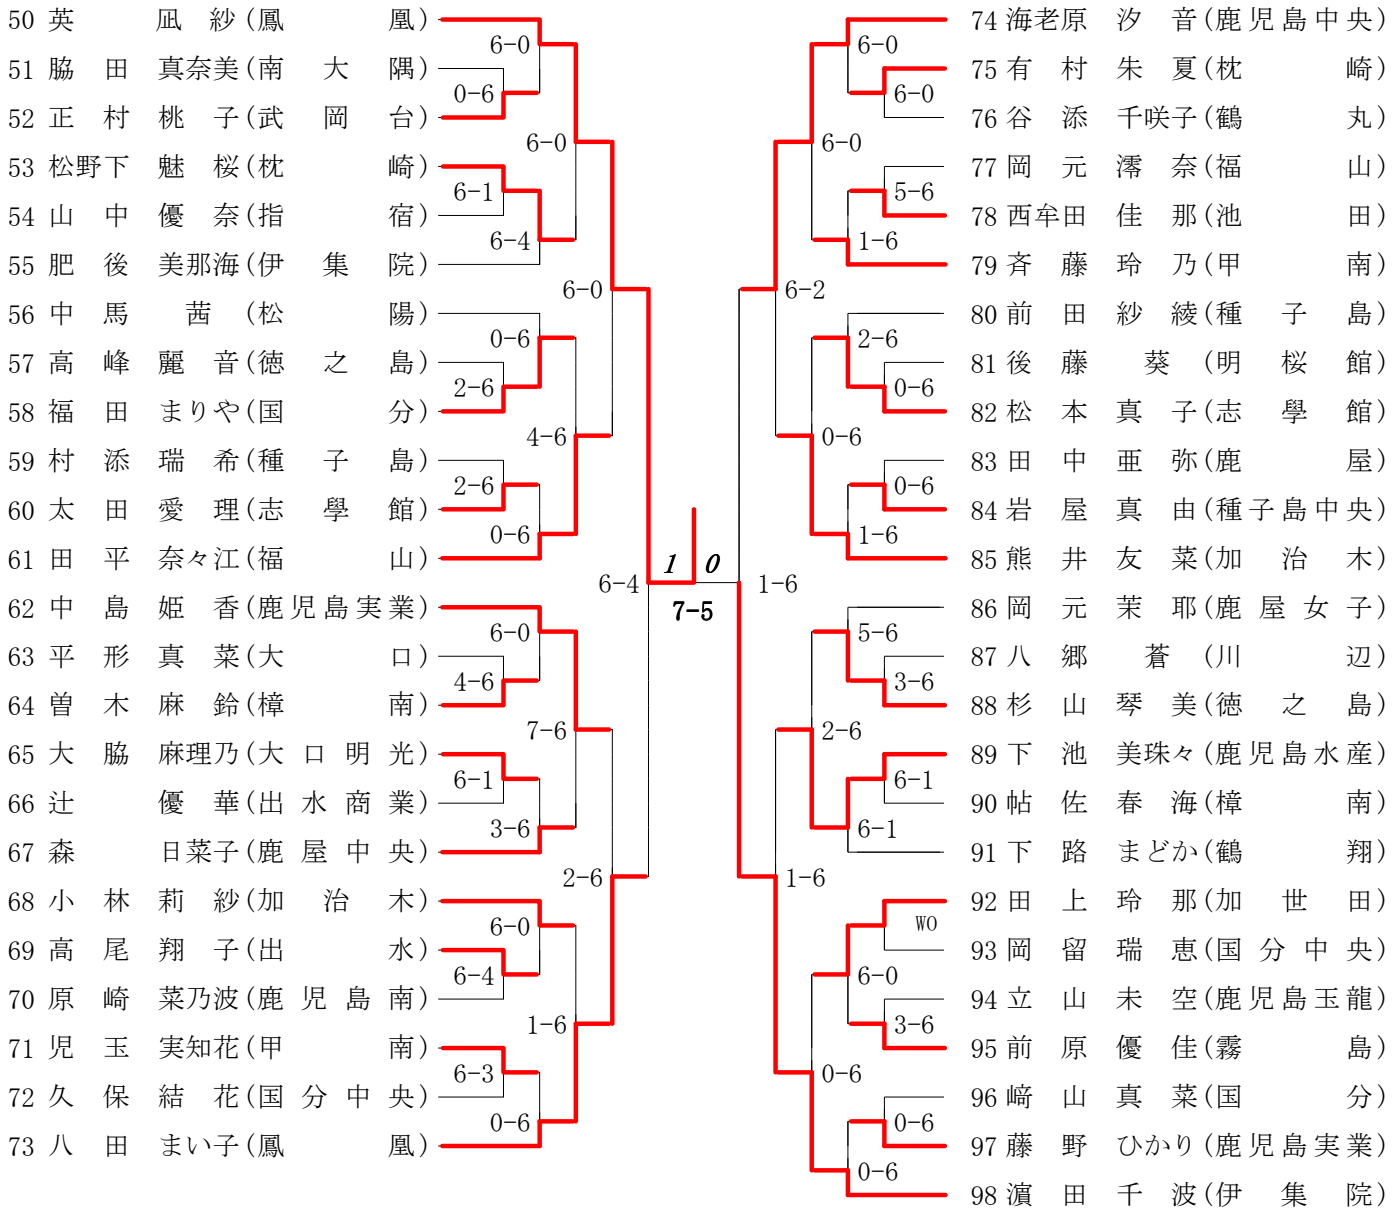 50 英 凪 紗(鳳 凰)
6-0
51 脇 田 真奈美(南 大 隅)
0-6
52 正 村 桃 子(武 岡 台)
6-0
53 松野下 魅 桜(枕 崎)
6-1
54 山 中 優 奈(指 宿)
6-4
55 肥 後 美那海(伊 集 院)
6-0
56 中 馬 茜 (松 陽)
0-6
57 高 峰 麗 音(徳 之 島)
2-6
58 福 田 まりや(国 分)
4-6
59 村 添 瑞 希(種 子 島)
2-6
60 太 田 愛 理(志 學 館)
0-6
61 田 平 奈々江(福 山)
6-4
62 中 島 姫 香(鹿児島実業)
6-0
63 平 形 真 菜(大 口)
4-6
64 曽 木 麻 鈴(樟 南)
7-6
65 大 脇 麻理乃(大 口 明 光)
6-1
66 辻 優 華(出 水 商 業)
3-6
67 森 日菜子(鹿 屋 中 央)
2-6
68 小 林 莉 紗(加 治 木)
6-0
69 高 尾 翔 子(出 水)
6-4
70 原 崎 菜乃波(鹿 児 島 南)
1-6
71 児 玉 実知花(甲 南)
6-3
72 久 保 結 花(国 分 中 央)
0-6
73 八 田 まい子(鳳 凰)
1 0
7-5
74 海老原 汐 音(鹿児島中央)
6-0
75 有 村 朱 夏(枕 崎)
6-0
76 谷 添 千咲子(鶴 丸)
6-0
77 岡 元 澪 奈(福 山)
5-6
78 西牟田 佳 那(池 田)
1-6
79 斉 藤 玲 乃(甲 南)
6-2
80 前 田 紗 綾(種 子 島)
2-6
81 後 藤 葵 (明 桜 館)
0-6
82 松 本 真 子(志 學 館)
0-6
83 田 中 亜 弥(鹿 屋)
0-6
84 岩 屋 真 由(種子島中央)
1-6
85 熊 井 友 菜(加 治 木)
1-6
86 岡 元 茉 耶(鹿 屋 女 子)
5-6
87 八 郷 蒼 (川 辺)
3-6
88 杉 山 琴 美(徳 之 島)
2-6
89 下 池 美珠々(鹿児島水産)
6-1
90 帖 佐 春 海(樟 南)
6-1
91 下 路 まどか(鶴 翔)
1-6
92 田 上 玲 那(加 世 田)
WO
93 岡 留 瑞 恵(国 分 中 央)
6-0
94 立 山 未 空(鹿児島玉龍)
3-6
95 前 原 優 佳(霧 島)
0-6
96 﨑 山 真 菜(国 分)
0-6
97 藤 野 ひかり(鹿児島実業)
0-6
98 濵 田 千 波(伊 集 院)